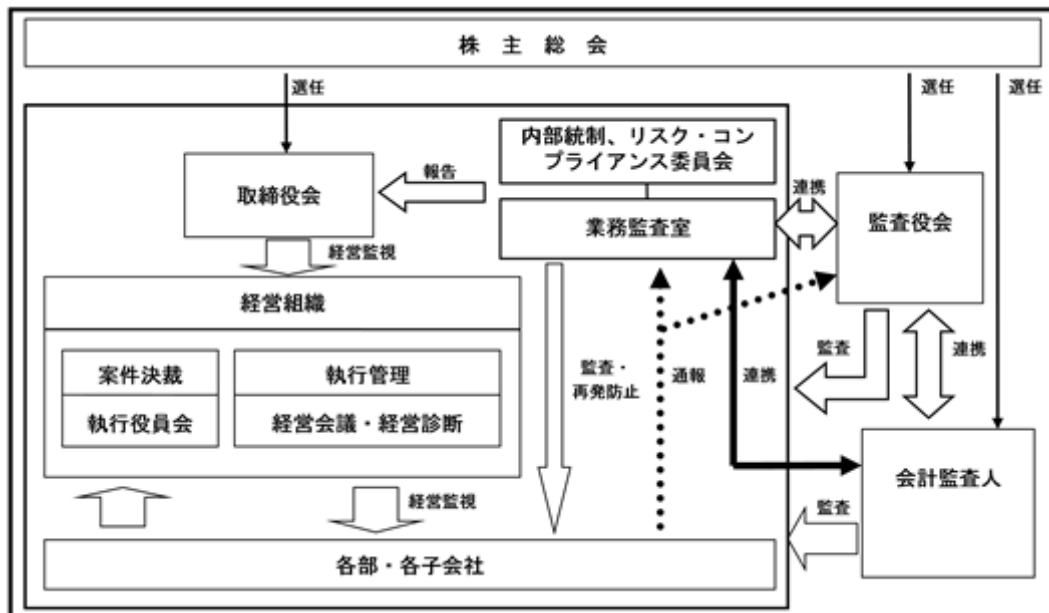 株 主 総 会
選任
選任
選任
内部統制、リスク・コン
プライアンス委員会
報告
取締役会
業務監査室
連携
監査役会
経営監視
経営組織
案件決裁
執行管理
執行役員会
経営会議・経営診断
監査・
再発防止
通報
連携
監査
連携
会計監査人
経営監視
監査
各部・各子会社